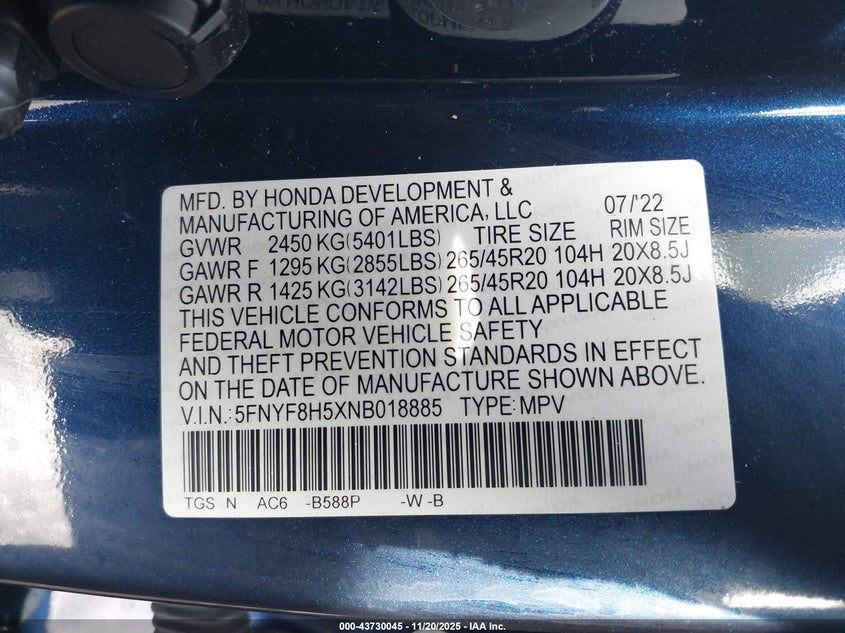 MFD. BY HONDA DEVELOPMENT &
MANUFACTURING OF AMERICA, LLC 07/'22
GVWR 2450 KG(5401LBS) TIRE SIZE RIM SIZE
GAWR F 1295 KG(2855LBS) 265/45R20 104H 20X8.5J
GAWR R 1425 KG(3142LBS) 265/45R20 104H 20X8.5J
THIS VEHICLE CONFORMS TO ALL APPLICABLE
FEDERAL MOTOR VEHICLE SAFETY
AND THEFT PREVENTION STANDARDS IN EFFECT
ON THE DATE OF MANUFACTURE SHOWN ABOVE.
V.I.N.: 5FNYF8H5XNB018885 TYPE: MPV
TGS N AC6 -B588P -W -B
000-43730045 - 11/20/2025 - IAA Inc.